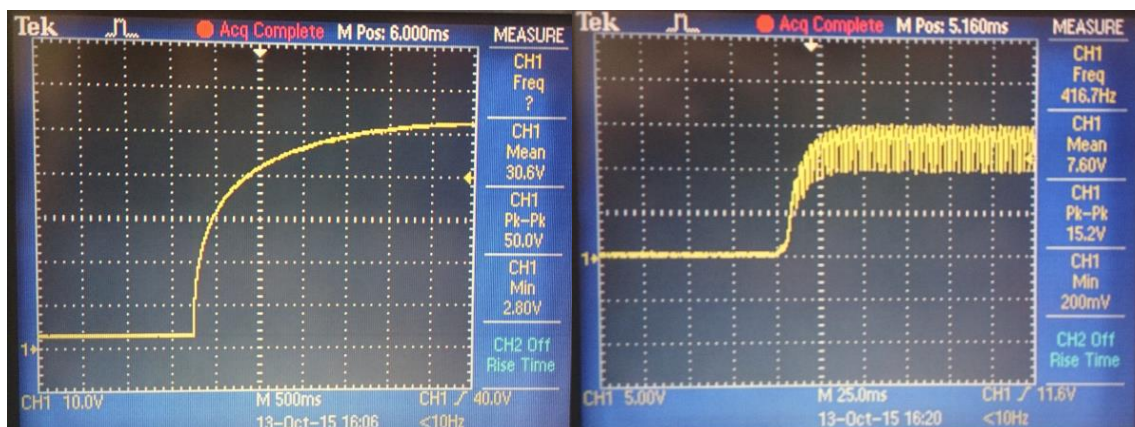 Tek Acq Complete M Pos: 6.000ms MEASURE
CH1
Freq
?
CH1
Mean
30.6V
CH1
Pk-Pk
50.0V
CH1
Min
2.80V
CH2 Off
Rise Time
1
CH1 10.0V M 500ms CH1 40.0V
13-Oct-15 16:06 <10Hz
Tek Acq Complete M Pos: 5.160ms MEASURE
CH1
Freq
416.7Hz
CH1
Mean
7.60V
CH1
Pk-Pk
15.2V
CH1
Min
200mV
CH2 Off
Rise Time
1
CH1 5.00V M 25.0ms CH1 11.6V
13-Oct-15 16:20 <10Hz